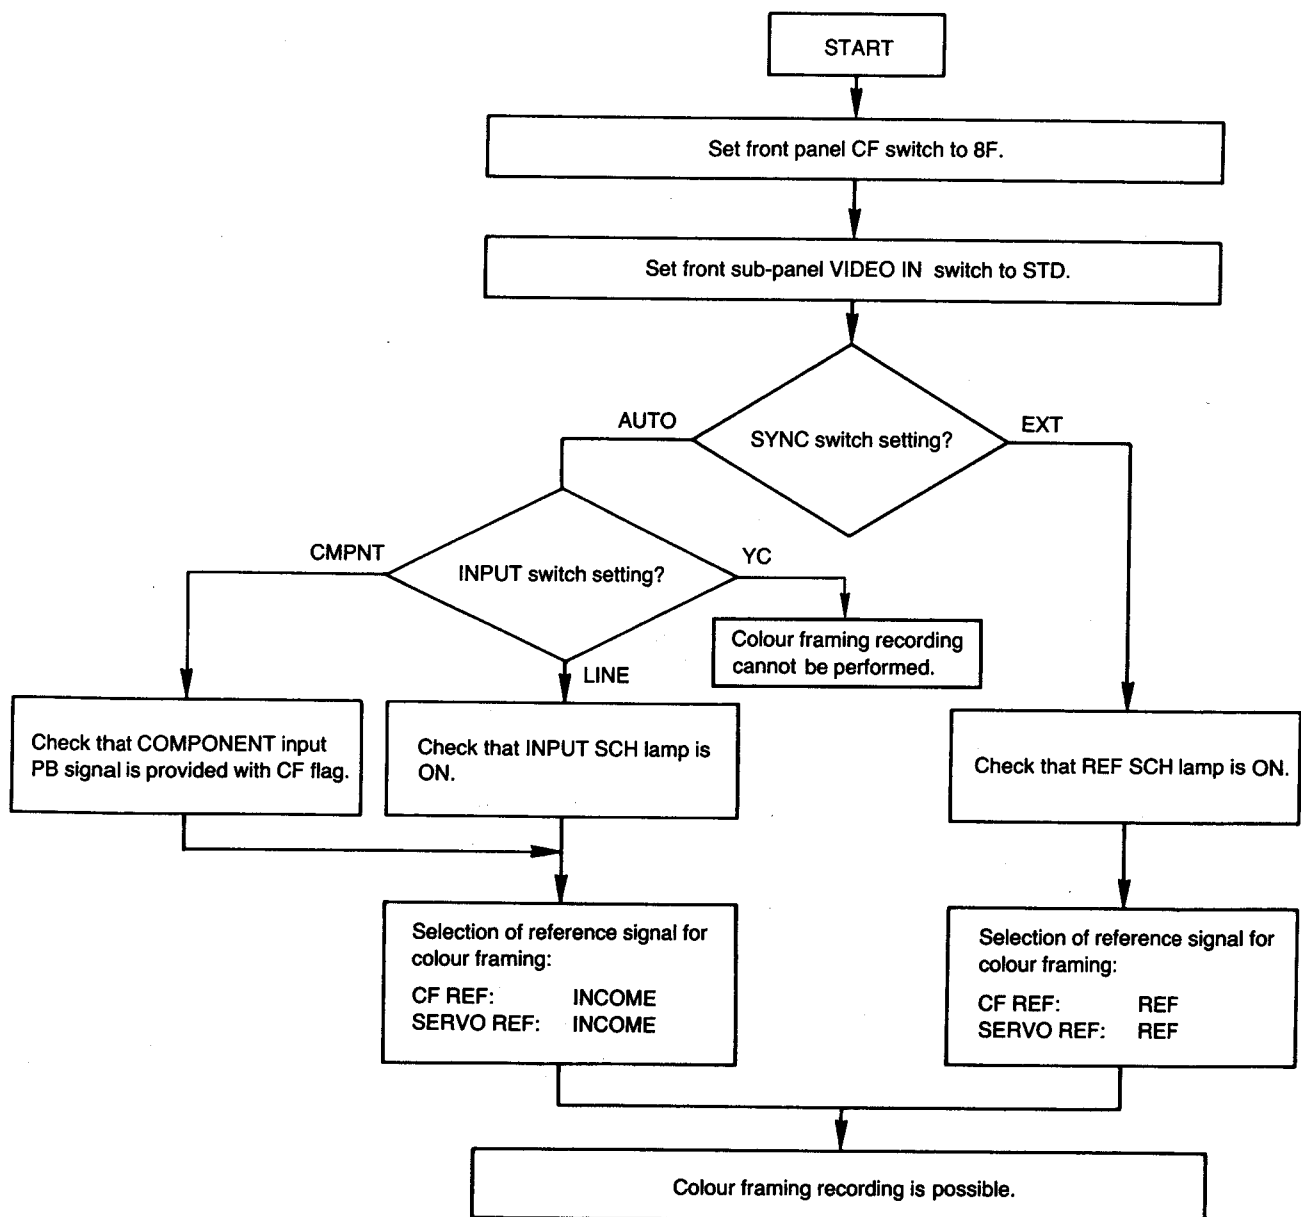 START
Set front panel CF switch to 8F.
Set front sub-panel VIDEO IN switch to STD.
AUTO
SYNC switch setting?
EXT
CMPNT
INPUT switch setting?
YC
Colour framing recording
cannot be performed.
LINE
Check that COMPONENT input
PB signal is provided with CF flag.
Check that INPUT SCH lamp is
ON.
Check that REF SCH lamp is ON.
Selection of reference signal for
colour framing:
CF REF: INCOME
SERVO REF: INCOME
Selection of reference signal for
colour framing:
CF REF: REF
SERVO REF: REF
Colour framing recording is possible.